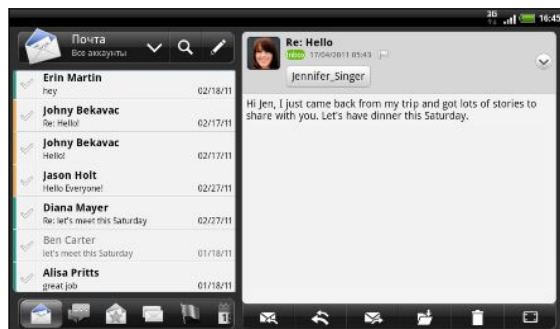 3G
16:45
Почта
Все аккаунты
Erin Martin
hey
02/18/11
Johny Bekavac
Re: Hello!
02/17/11
Johny Bekavac
Hello!
02/17/11
Jason Holt
Hello Everyone!
02/27/11
Diana Mayer
Re: let's meet this Saturday
02/27/11
Ben Carter
let's meet this Saturday
01/18/11
Alisa Pritts
great job
01/18/11
1
Re: Hello
Inbox 17/04/2011 05:43
Jennifer_Singer
Hi Jen, I just came back from my trip and got lots of stories to
share with you. Let's have dinner this Saturday.